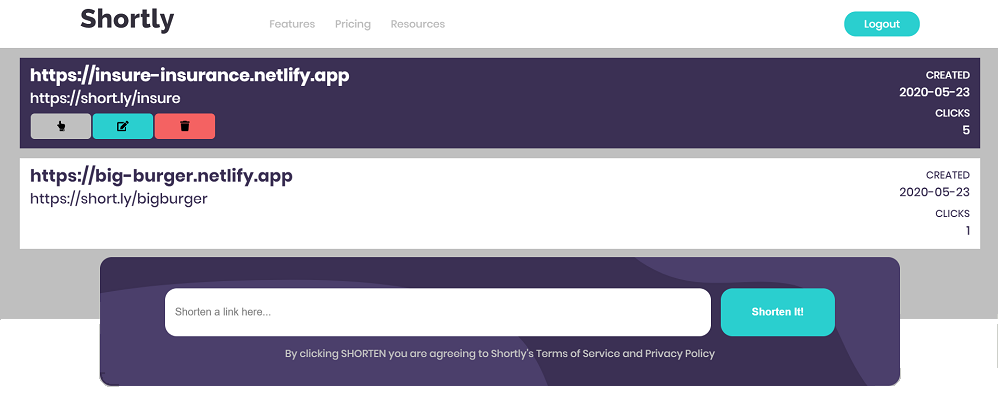 Shortly
Features Pricing Resources
Logout
https://insure-insurance.netlify.app
https://short.ly/insure
CREATED
2020-05-23
CLICKS
5
https://big-burger.netlify.app
https://short.ly/bigburger
CREATED
2020-05-23
CLICKS
1
Shorten a link here...
Shorten It!
By clicking SHORTEN you are agreeing to Shortly's Terms of Service and Privacy Policy